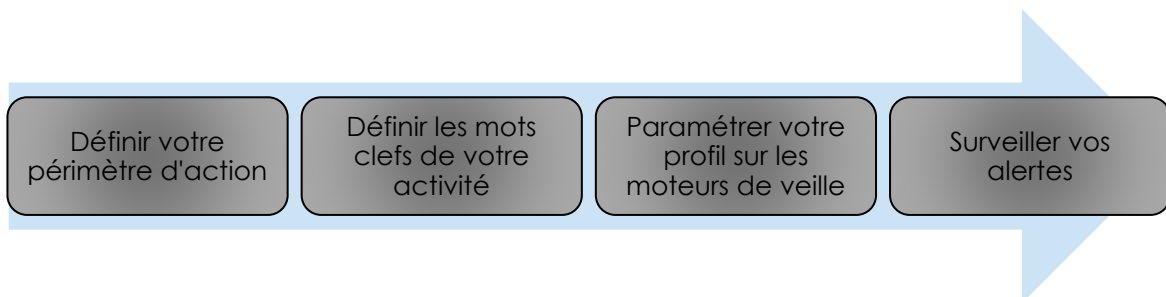 Définir votre
périmètre d'action
Définir les mots
clefs de votre
activité
Paramétrer votre
profil sur les
moteurs de veille
Surveiller vos
alertes